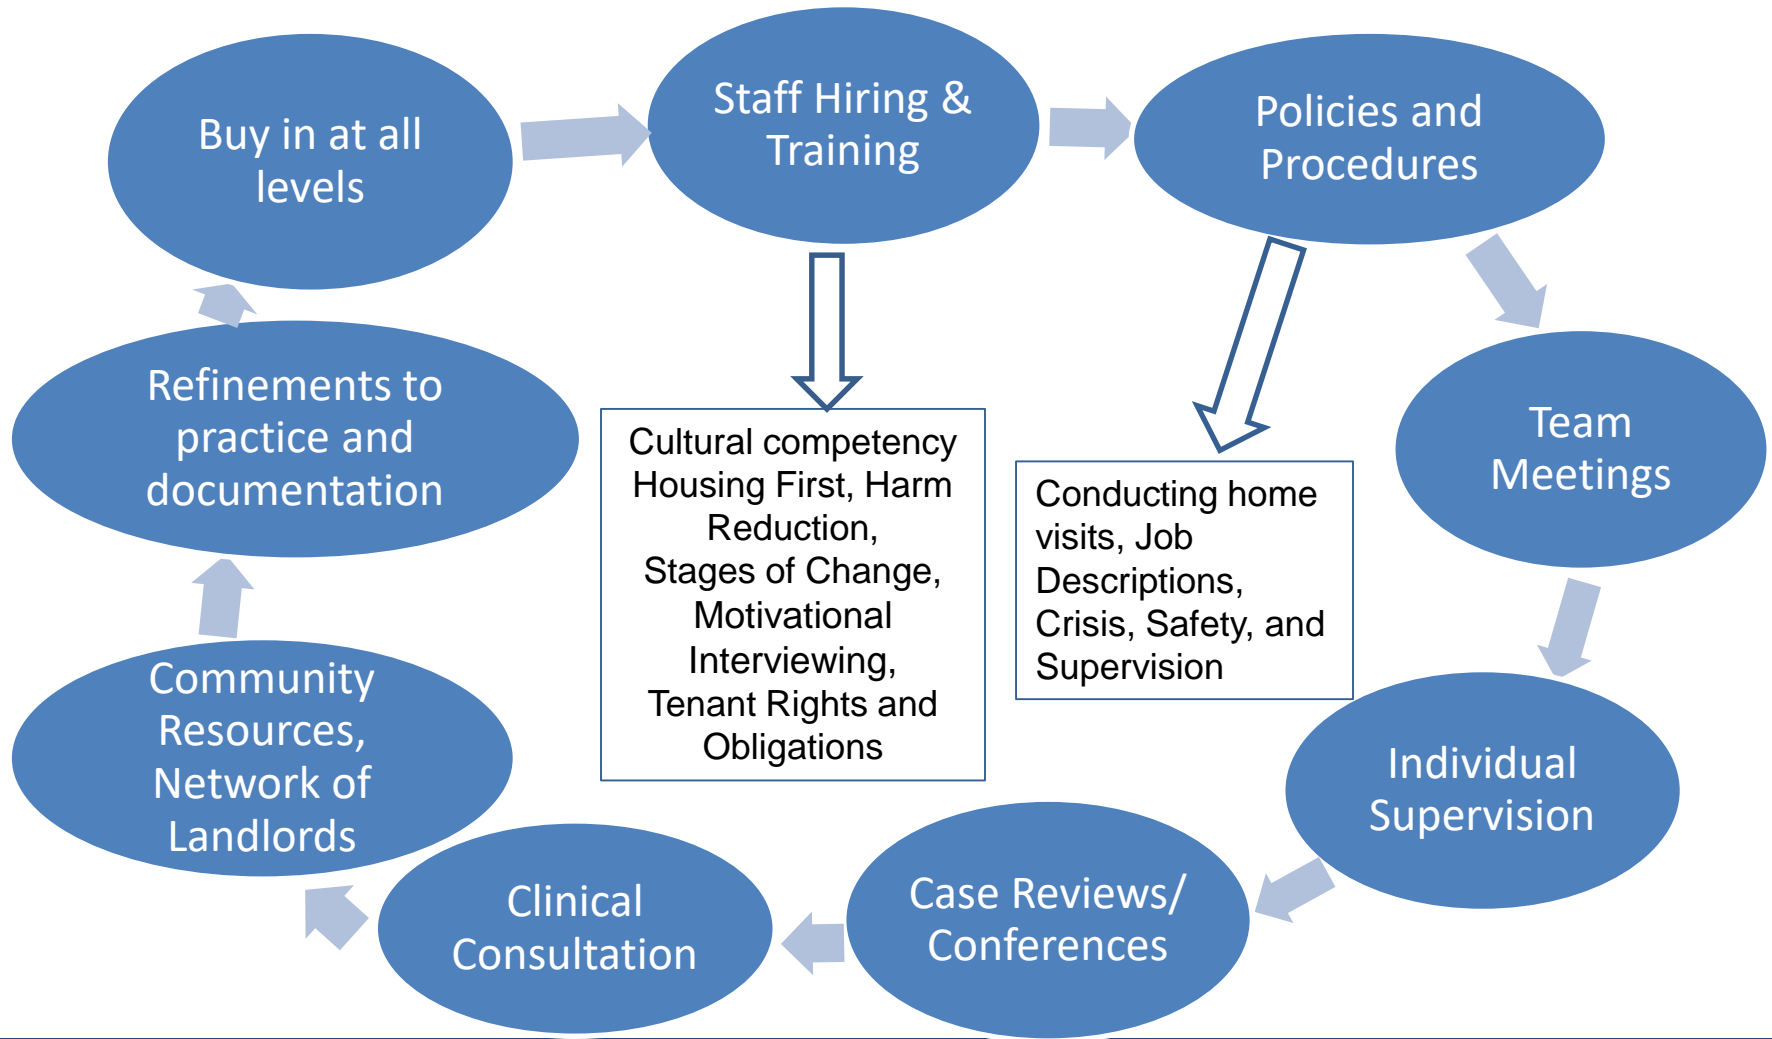 Buy in at all
levels
Staff Hiring &
Training
Policies and
Procedures
Team
Meetings
Individual
Supervision
Case Reviews/
Conferences
Clinical
Consultation
Community
Resources,
Network of
Landlords
Refinements to
practice and
documentation
Cultural competency
Housing First, Harm
Reduction,
Stages of Change,
Motivational
Interviewing,
Tenant Rights and
Obligations
Conducting home
visits, Job
Descriptions,
Crisis, Safety, and
Supervision